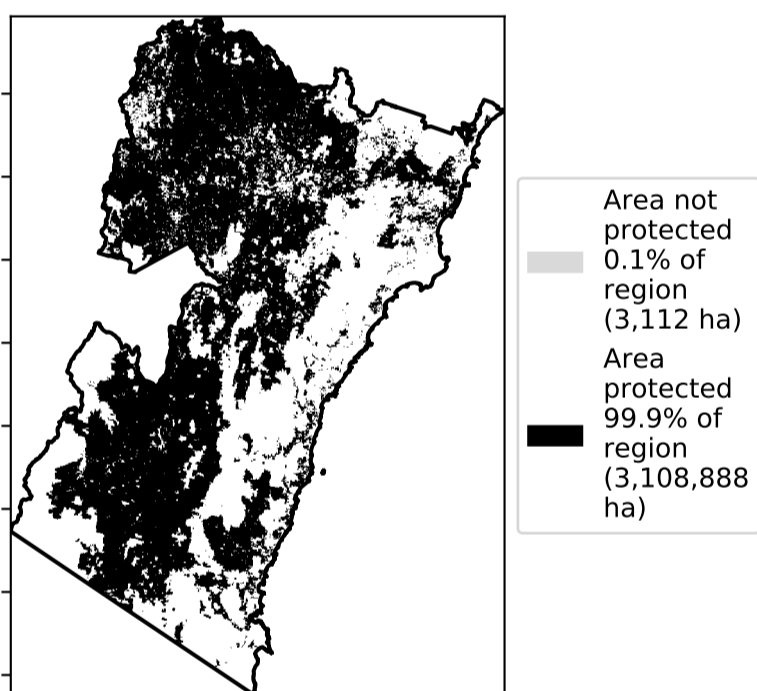 Area not
protected
0.1% of
region
(3,112 ha)
Area
protected
99.9% of
region
(3,108,888
ha)